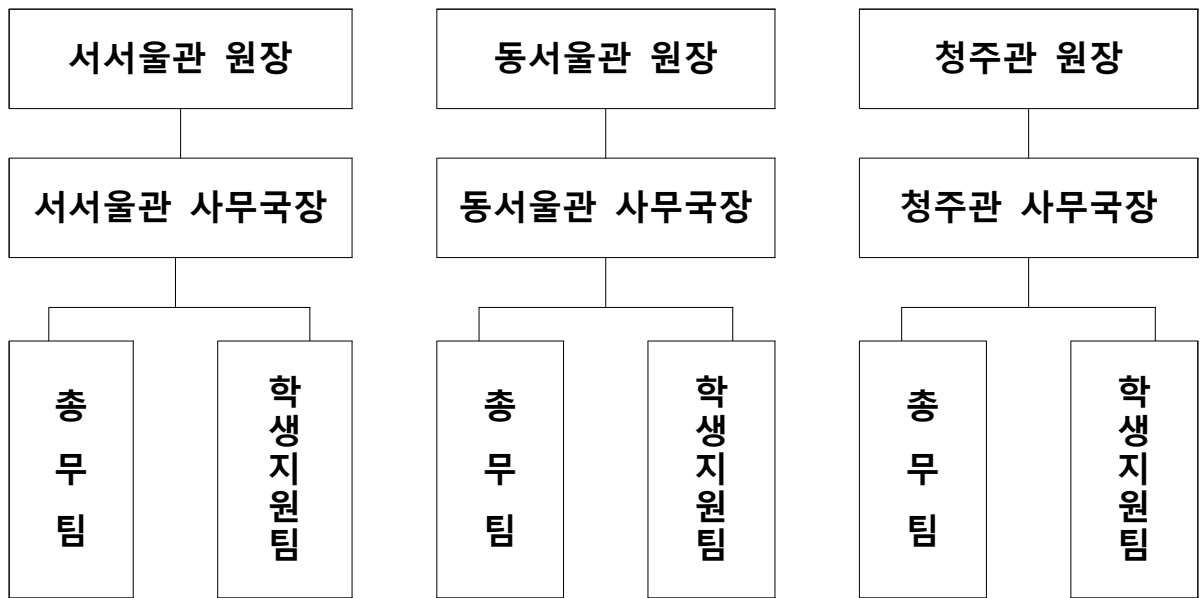 서서울관 원장
동서울관 원장
청주관 원장
서서울관 사무국장
동서울관 사무국장
청주관 사무국장
총무팀
학생지원팀
총무팀
학생지원팀
총무팀
학생지원팀